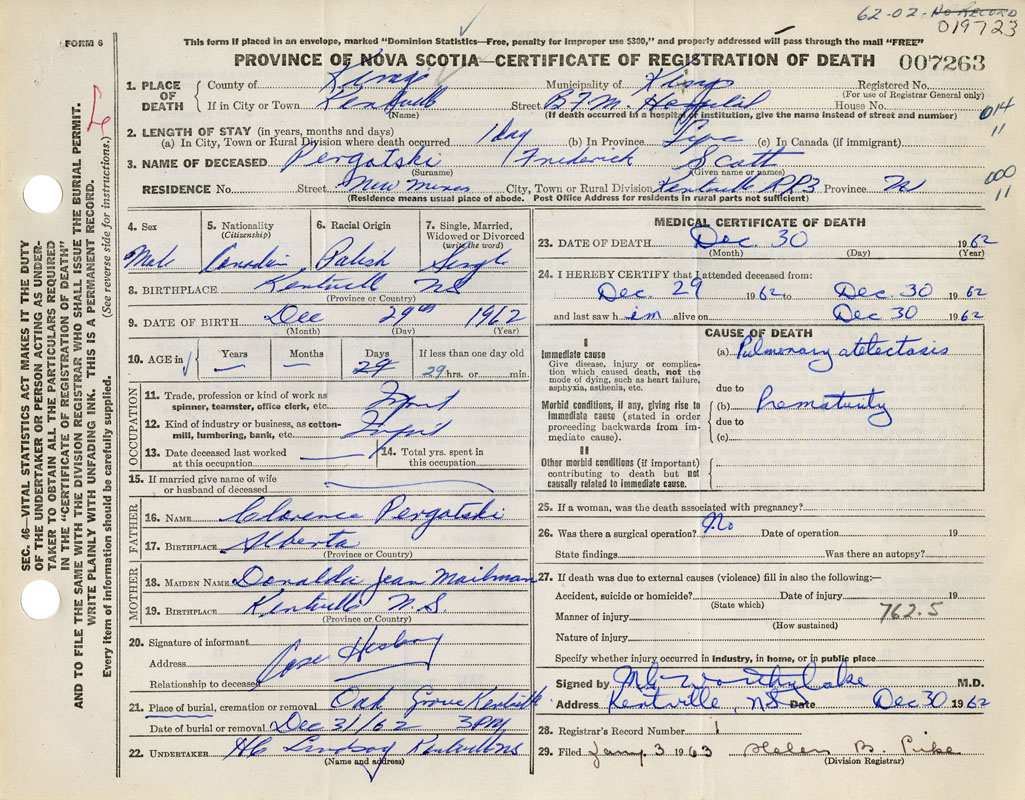 62-02-No Record
019723
FORM 6
This form if placed in an envelope, marked "Dominion Statistics—Free, penalty for improper use $300," and properly addressed will pass through the mail "FREE"
PROVINCE OF NOVA SCOTIA—CERTIFICATE OF REGISTRATION OF DEATH 007263
SEC. 46—VITAL STATISTICS ACT MAKES IT THE DUTY
OF THE UNDERTAKER OR PERSON ACTING AS UNDER-
TAKER TO OBTAIN ALL THE PARTICULARS REQUIRED
IN THE "CERTIFICATE OF REGISTRATION OF DEATH"
AND TO FILE THE SAME WITH THE DIVISION REGISTRAR WHO SHALL ISSUE THE BURIAL PERMIT.
WRITE PLAINLY WITH UNFADING INK. THIS IS A PERMANENT RECORD.
Every item of information should be carefully supplied. (See reverse side for instructions.)
1. PLACE OF DEATH County of Kings Municipality of Kings Registered No.
(For use of Registrar General only)
If in City or Town Kentville Street B.F.M. Hospital House No.
(Name) (If death occurred in a hospital or institution, give the name instead of street and number)
014
11
2. LENGTH OF STAY (in years, months and days)
(a) In City, Town or Rural Division where death occurred 1 day (b) In Province Life (c) In Canada (if immigrant)
3. NAME OF DECEASED Pergotski Frederick Scott
(Surname) (Given name or names)
RESIDENCE No. Street New Minas City, Town or Rural Division Kentville RR3 Province NS
(Residence means usual place of abode. Post Office Address for residents in rural parts not sufficient)
000
11
4. Sex 5. Nationality (Citizenship) 6. Racial Origin 7. Single, Married, Widowed or Divorced (write the word)
Male Canadian Polish Single
8. BIRTHPLACE Kentville NS
(Province or Country)
9. DATE OF BIRTH Dec 29th 1962
(Month) (Day) (Year)
10. AGE in Years Months Days If less than one day old
— — 29 29 hrs. or min.
OCCUPATION
11. Trade, profession or kind of work as spinner, teamster, office clerk, etc. Infant
12. Kind of industry or business, as cotton-mill, lumbering, bank, etc. Infant
13. Date deceased last worked at this occupation
14. Total yrs. spent in this occupation
15. If married give name of wife or husband of deceased
FATHER
16. NAME Clarence Pergotski
17. BIRTHPLACE Alberta
(Province or Country)
MOTHER
18. MAIDEN NAME Donalda Jean Mailman
19. BIRTHPLACE Kentville N.S.
(Province or Country)
20. Signature of informant
Address
Relationship to deceased
21. Place of burial, cremation or removal Oak Grove Kentville
Date of burial or removal Dec 31/62 3 PM
22. UNDERTAKER HC Lindsay Kentville NS
(Name and address)
MEDICAL CERTIFICATE OF DEATH
23. DATE OF DEATH Dec. 30 1962
(Month) (Day) (Year)
24. I HEREBY CERTIFY that I attended deceased from:
Dec. 29 1962 to Dec. 30 1962
and last saw him alive on Dec 30 1962
CAUSE OF DEATH
I
Immediate cause
Give disease, injury or complication which caused death, not the mode of dying, such as heart failure, asphyxia, asthenia, etc.
(a) Pulmonary atelectasis
due to
Morbid conditions, if any, giving rise to immediate cause (stated in order proceeding backwards from immediate cause).
(b) Prematurity
due to
(c)
II
Other morbid conditions (if important) contributing to death but not causally related to immediate cause.
25. If a woman, was the death associated with pregnancy?
26. Was there a surgical operation? No Date of operation 19
State findings Was there an autopsy?
27. If death was due to external causes (violence) fill in also the following:—
Accident, suicide or homicide? Date of injury 19
(State which)
Manner of injury 762.5
(How sustained)
Nature of injury
Specify whether injury occurred in industry, in home, or in public place
Signed by M.G. Worthylake M.D.
Address Kentville, NS Date Dec 30 1962
28. Registrar's Record Number 1
29. Filed Jany 3 1963 Helen B. Pike
(Division Registrar)